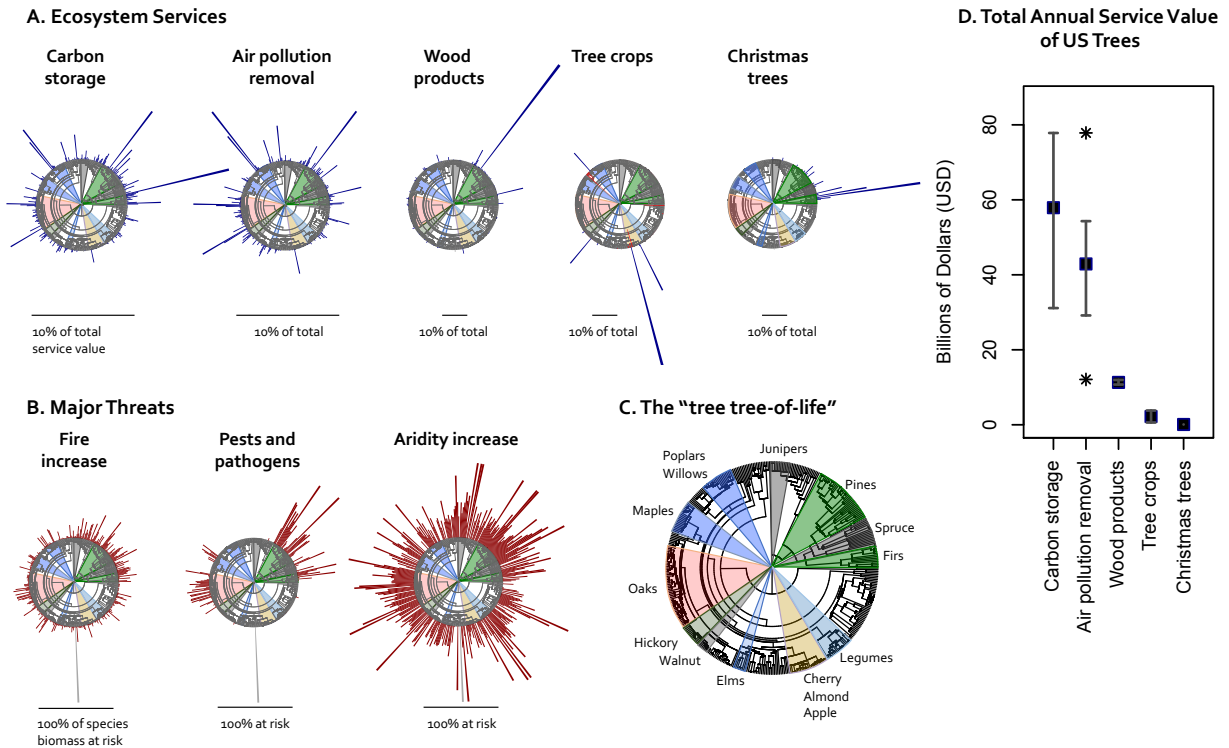 A. Ecosystem Services
Carbon
storage
Air pollution
removal
Wood
products
Tree crops
Christmas
trees
10% of total
service value
10% of total
10% of total
10% of total
10% of total
B. Major Threats
Fire
increase
Pests and
pathogens
Aridity increase
100% of species
biomass at risk
100% at risk
100% at risk
C. The “tree tree-of-life”
Junipers
Poplars
Willows
Pines
Maples
Spruce
Firs
Oaks
Hickory
Walnut
Elms
Legumes
Cherry
Almond
Apple
D. Total Annual Service Value
of US Trees
Billions of Dollars (USD)
80
60
40
20
0
Carbon storage
Air pollution removal
Wood products
Tree crops
Christmas trees